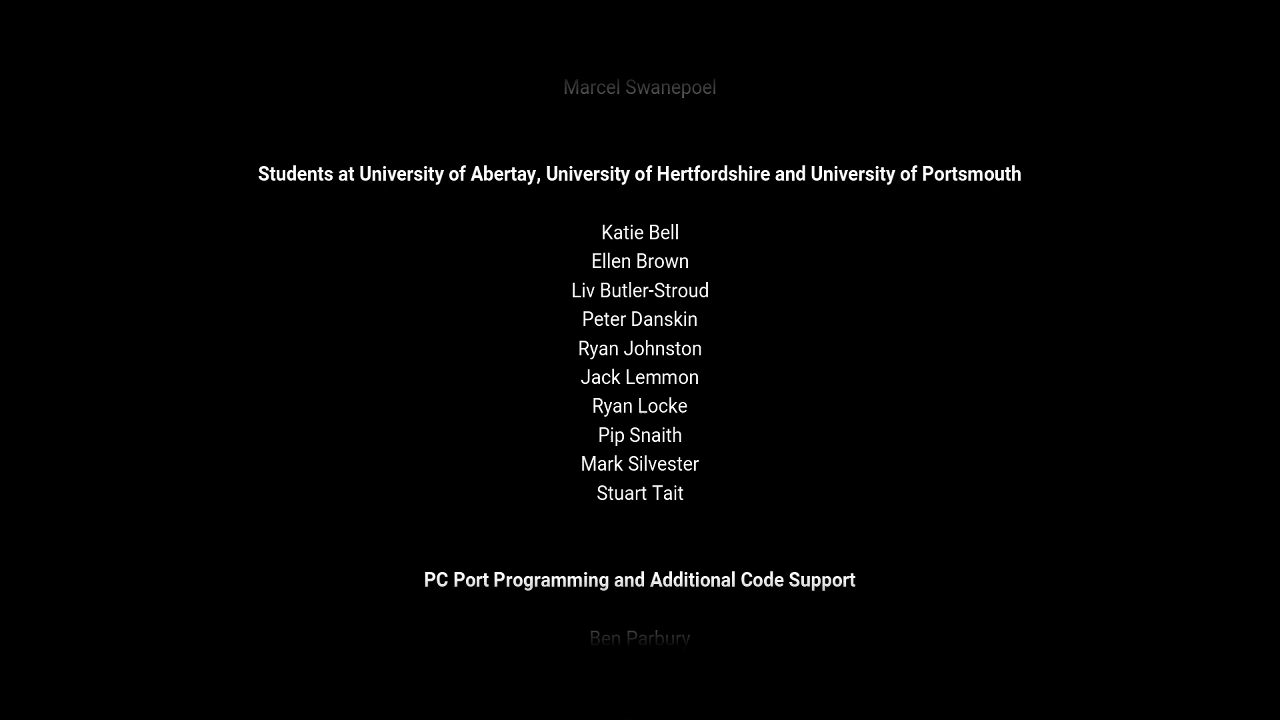 Marcel Swanepoel
Students at University of Abertay, University of Hertfordshire and University of Portsmouth
Katie Bell
Ellen Brown
Liv Butler-Stroud
Peter Danskin
Ryan Johnston
Jack Lemmon
Ryan Locke
Pip Snaith
Mark Silvester
Stuart Tait
PC Port Programming and Additional Code Support
Ben Parbury